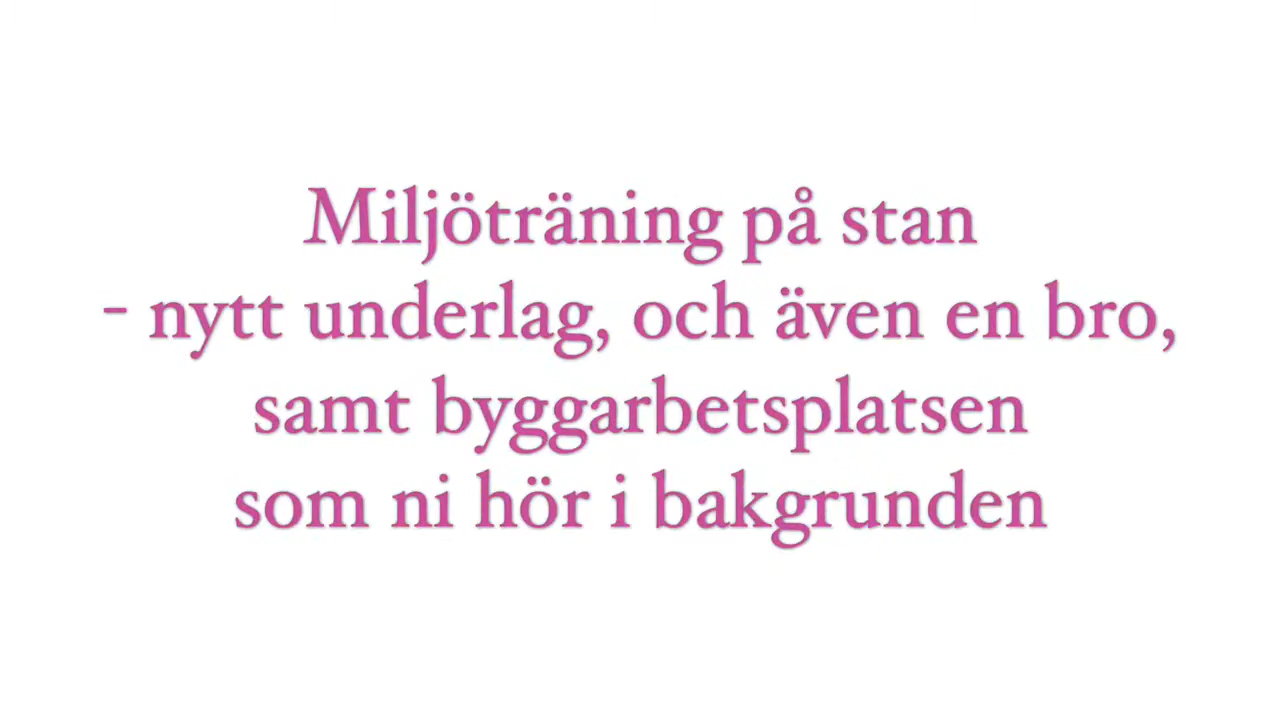 Miljöträning på stan
- nytt underlag, och även en bro,
samt byggarbetsplatsen
som ni hör i bakgrunden